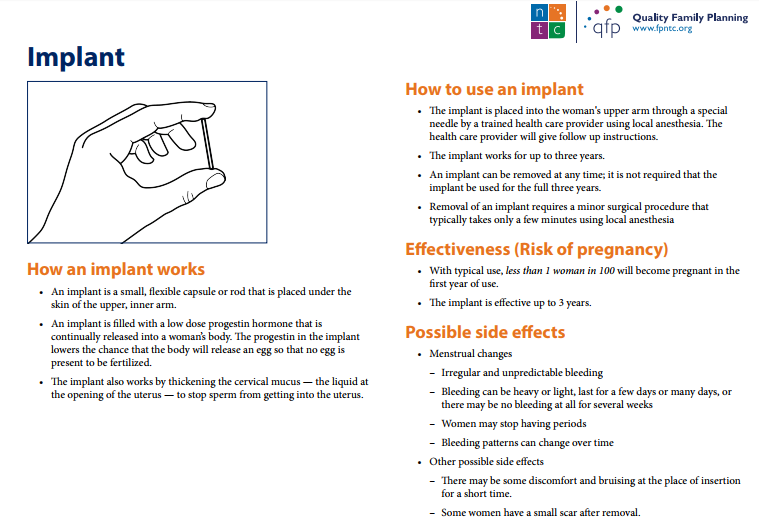 n
t c
qfp
Quality Family Planning
www.fpntc.org
Implant
How an implant works
• An implant is a small, flexible capsule or rod that is placed under the
skin of the upper, inner arm.
• An implant is filled with a low dose progestin hormone that is
continually released into a woman's body. The progestin in the implant
lowers the chance that the body will release an egg so that no egg is
present to be fertilized.
• The implant also works by thickening the cervical mucus — the liquid at
the opening of the uterus — to stop sperm from getting into the uterus.
How to use an implant
• The implant is placed into the woman's upper arm through a special
needle by a trained health care provider using local anesthesia. The
health care provider will give follow up instructions.
• The implant works for up to three years.
• An implant can be removed at any time; it is not required that the
implant be used for the full three years.
• Removal of an implant requires a minor surgical procedure that
typically takes only a few minutes using local anesthesia
Effectiveness (Risk of pregnancy)
• With typical use, less than 1 woman in 100 will become pregnant in the
first year of use.
• The implant is effective up to 3 years.
Possible side effects
• Menstrual changes
– Irregular and unpredictable bleeding
– Bleeding can be heavy or light, last for a few days or many days, or
there may be no bleeding at all for several weeks
– Women may stop having periods
– Bleeding patterns can change over time
• Other possible side effects
– There may be some discomfort and bruising at the place of insertion
for a short time.
– Some women have a small scar after removal.